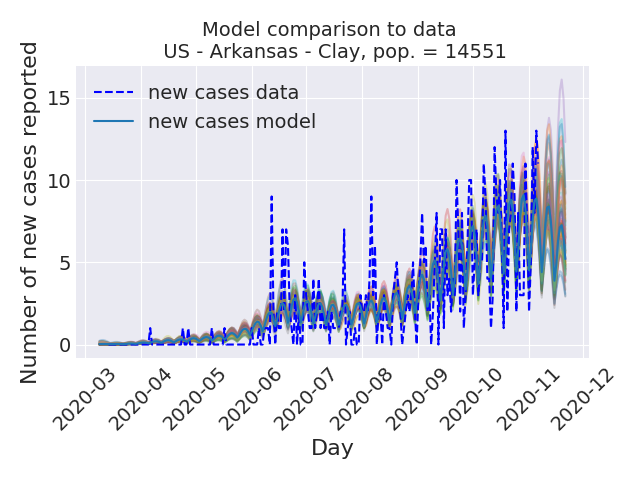 Model comparison to data
US - Arkansas - Clay, pop. = 14551
Number of new cases reported
new cases data
new cases model
15
10
5
0
2020-03
2020-04
2020-05
2020-06
2020-07
2020-08
2020-09
2020-10
2020-11
2020-12
Day